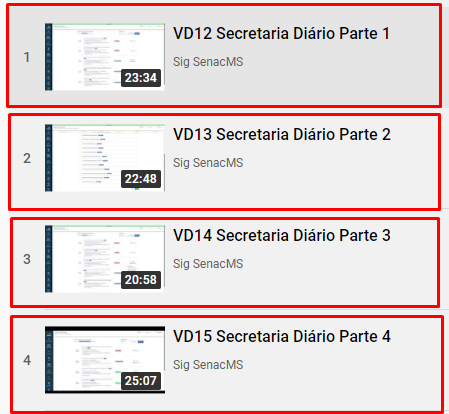 1
VD12 Secretaria Diário Parte 1
Sig SenacMS
23:34
2
VD13 Secretaria Diário Parte 2
Sig SenacMS
22:48
3
VD14 Secretaria Diário Parte 3
Sig SenacMS
20:58
4
VD15 Secretaria Diário Parte 4
Sig SenacMS
25:07